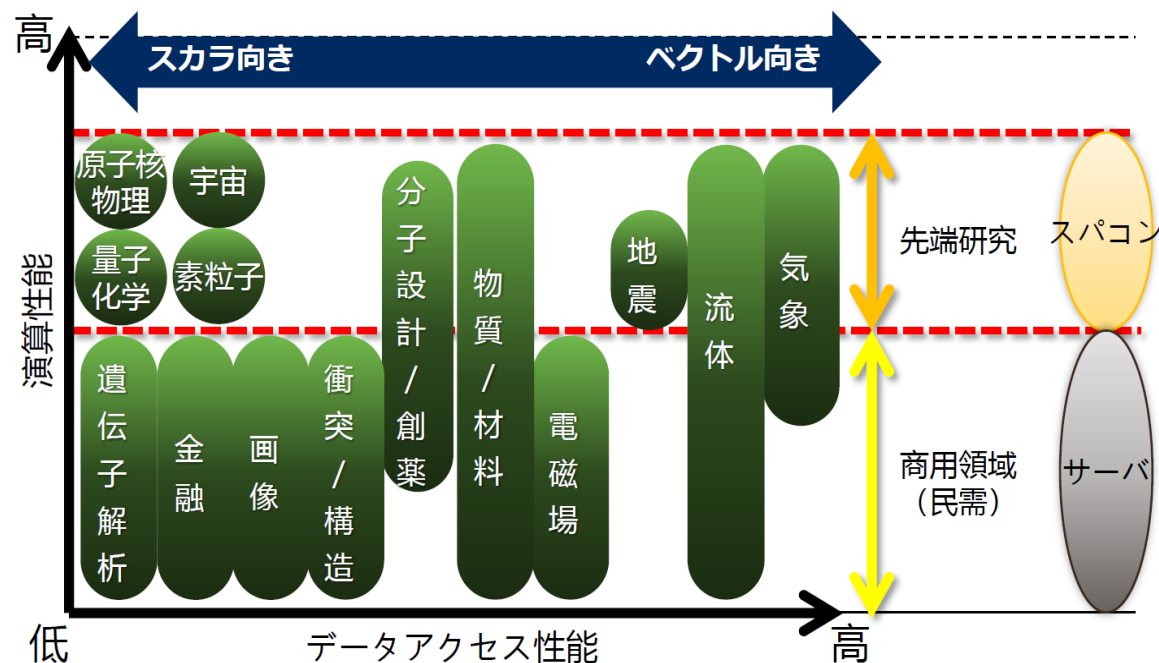 高
スカラ向き
ベクトル向き
原子核
物理
宇宙
量子
化学
素粒子
分子設計/創薬
物質/材料
地震
流体
気象
先端研究
スパコン
演算性能
遺伝子解析
金融
画像
衝突/構造
電磁場
商用領域
（民需）
サーバ
低
データアクセス性能
高